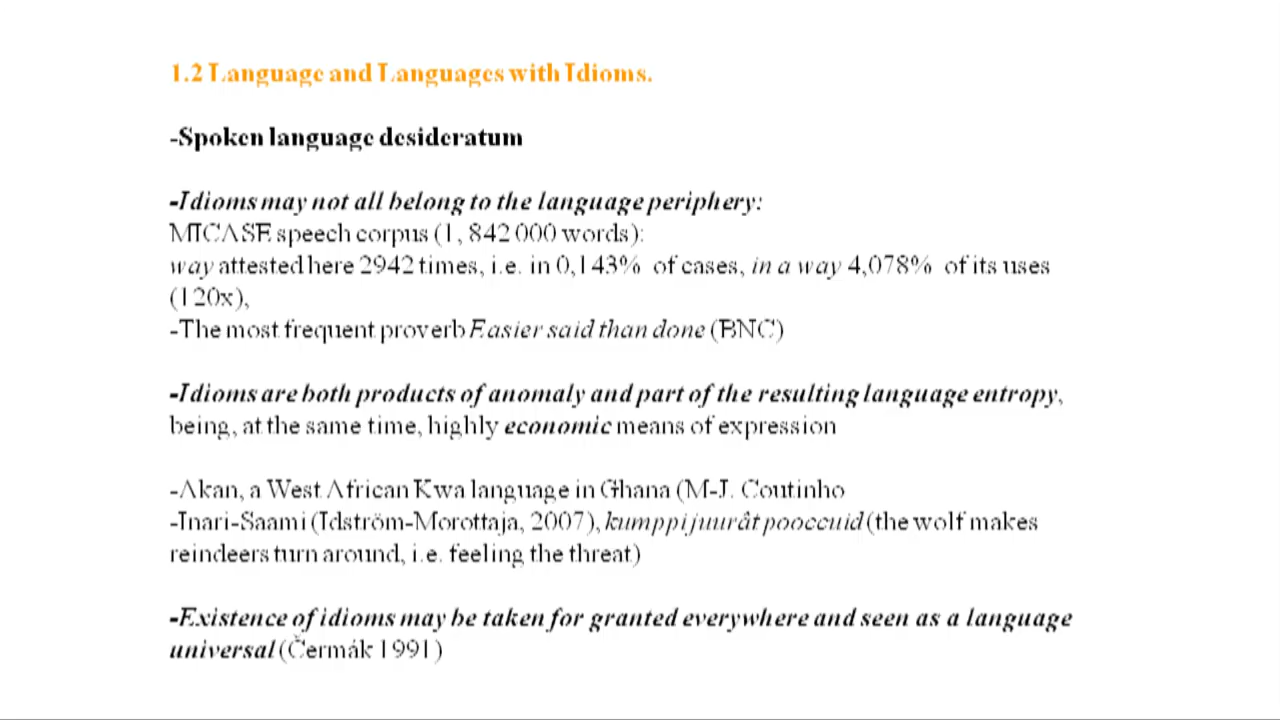 1.2 Language and Languages with Idioms.
-Spoken language desideratum
-Idioms may not all belong to the language periphery:
MICASE speech corpus (1, 842 000 words):
way attested here 2942 times, i.e. in 0,143% of cases, in a way 4,078% of its uses
(120x),
-The most frequent proverb Easier said than done (BNC)
-Idioms are both products of anomaly and part of the resulting language entropy,
being, at the same time, highly economic means of expression
-Akan, a West African Kwa language in Ghana (M-J. Coutinho
-Inari-Saami (Idström-Morottaja, 2007), kumppi juurât pooccuid (the wolf makes
reindeers turn around, i.e. feeling the threat)
-Existence of idioms may be taken for granted everywhere and seen as a language
universal (Čermák 1991)